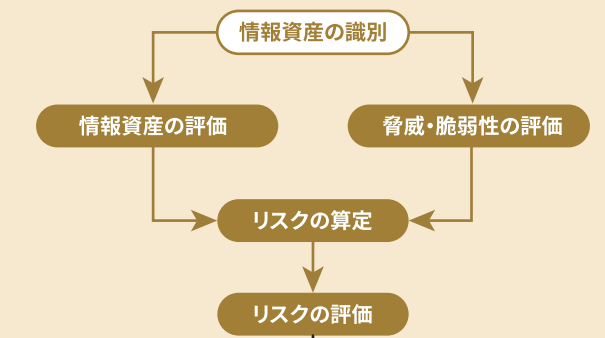 情報資産の識別
情報資産の評価
脅威・脆弱性の評価
リスクの算定
リスクの評価